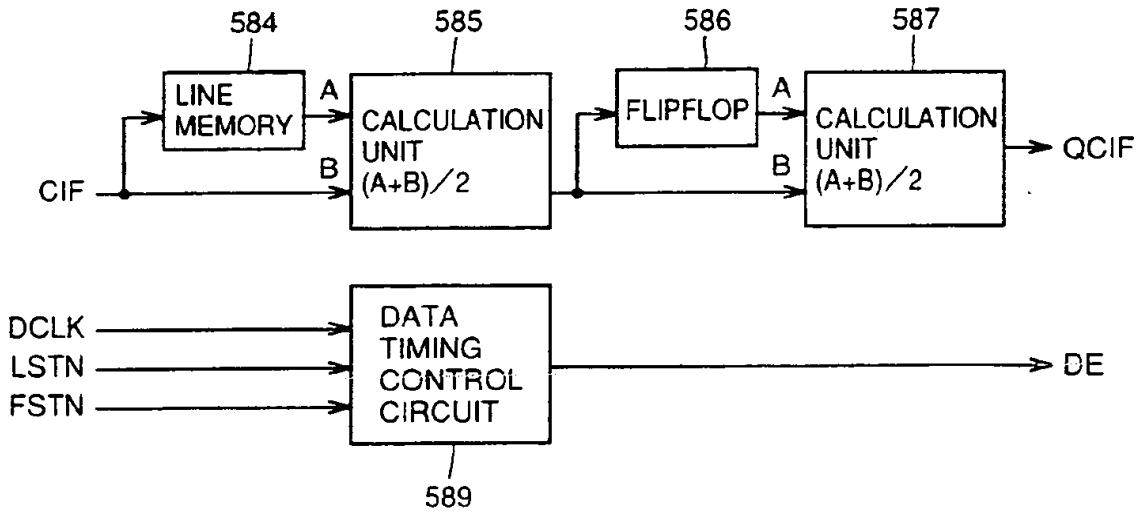 584
585
586
587
LINE
MEMORY
A
CALCULATION
UNIT
(A+B)/2
B
CIF
FLIPFLOP
A
CALCULATION
UNIT
(A+B)/2
B
QCIF
DCLK
LSTN
FSTN
DATA
TIMING
CONTROL
CIRCUIT
DE
589